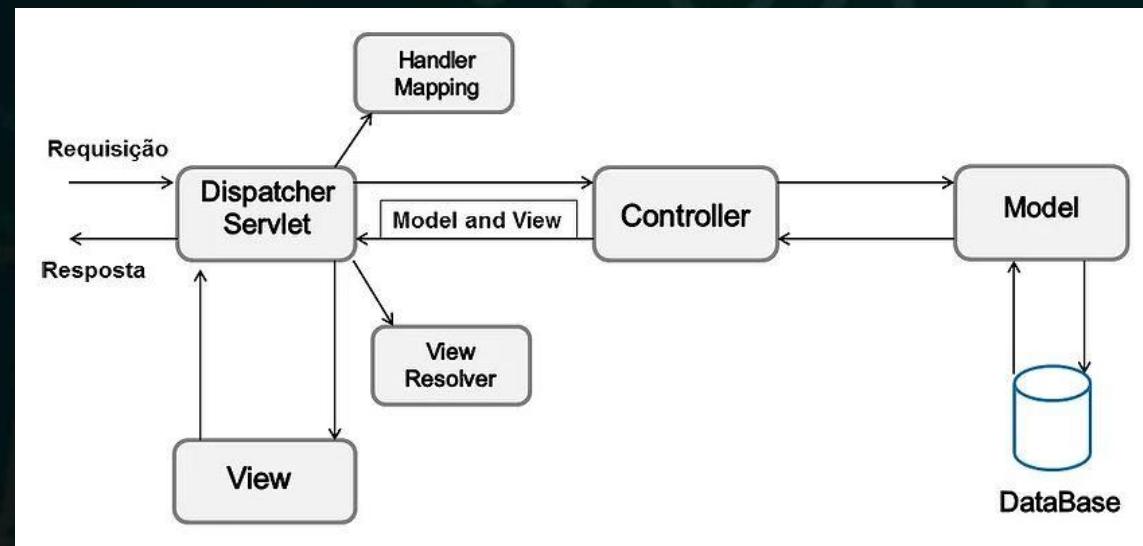 Handler
Mapping
Requisição
Dispatcher
Servlet
Model and View
Controller
Model
Resposta
View
Resolver
View
DataBase